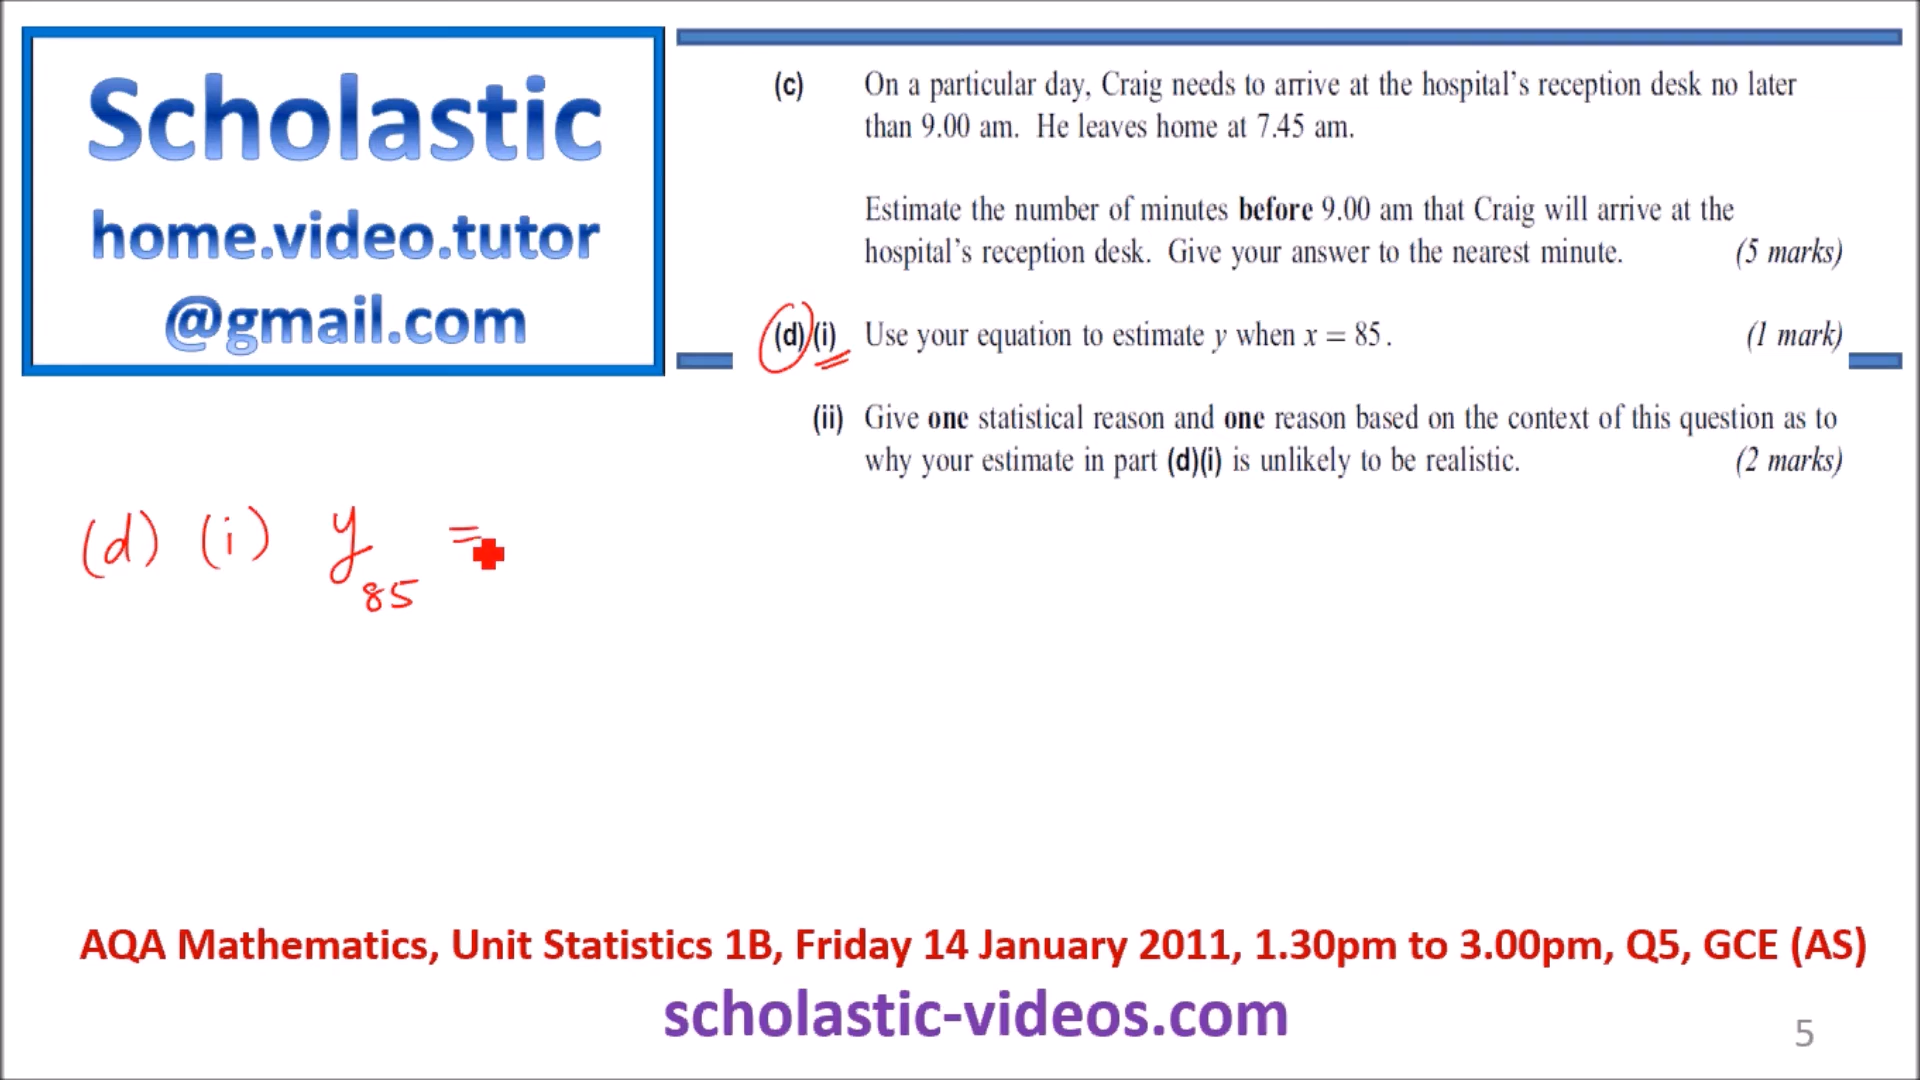 Scholastic
home.video.tutor
@gmail.com
(c) On a particular day, Craig needs to arrive at the hospital's reception desk no later
than 9.00 am. He leaves home at 7.45 am.
Estimate the number of minutes before 9.00 am that Craig will arrive at the
hospital's reception desk. Give your answer to the nearest minute. (5 marks)
(d) (i) Use your equation to estimate y when x = 85. (1 mark)
(ii) Give one statistical reason and one reason based on the context of this question as to
why your estimate in part (d)(i) is unlikely to be realistic. (2 marks)
(d) (i) y85 =
AQA Mathematics, Unit Statistics 1B, Friday 14 January 2011, 1.30pm to 3.00pm, Q5, GCE (AS)
scholastic-videos.com
5